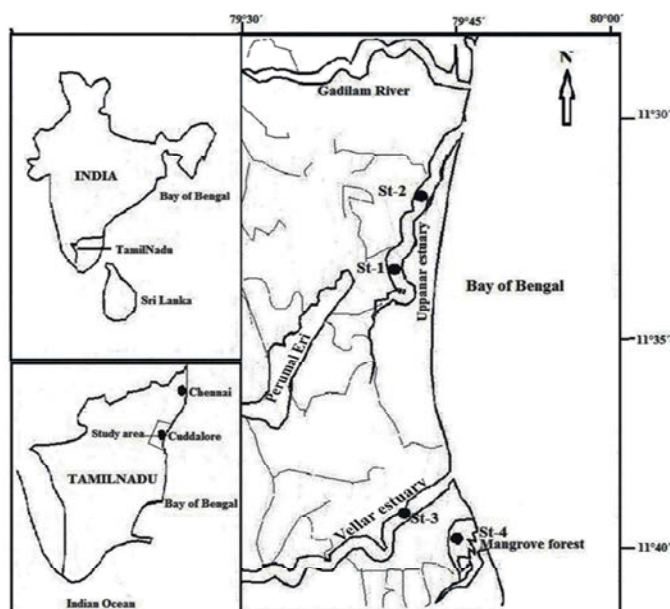 79°30'
79°45'
80°00'
INDIA
Bay of Bengal
TamilNadu
Sri Lanka
Chennai
Study area
Cuddalore
TAMILNADU
Bay of Bengal
Indian Ocean
Gadilam River
N
11°30
St-2
St-1
Uppanar estuary
Bay of Bengal
11°35
Perumal Eri
Vellar estuary
St-3
St-4
Mangrove forest
11°40